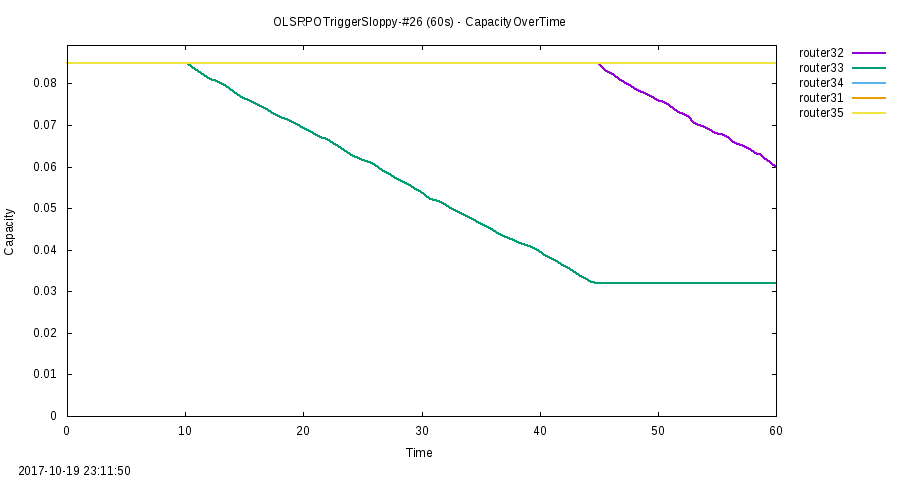 OLSRPOTriggerSloppy-#26 (60s) - CapacityOverTime
router32
router33
router34
router31
router35
0.08
0.07
0.06
0.05
0.04
0.03
0.02
0.01
0
Capacity
0 10 20 30 40 50 60
Time
2017-10-19 23:11:50